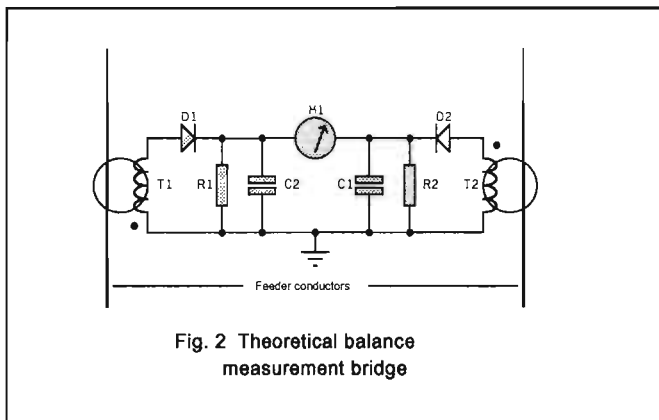 M1
D1
D2
T1
R1
C2
C1
R2
T2
Feeder conductors
Fig. 2 Theoretical balance
measurement bridge